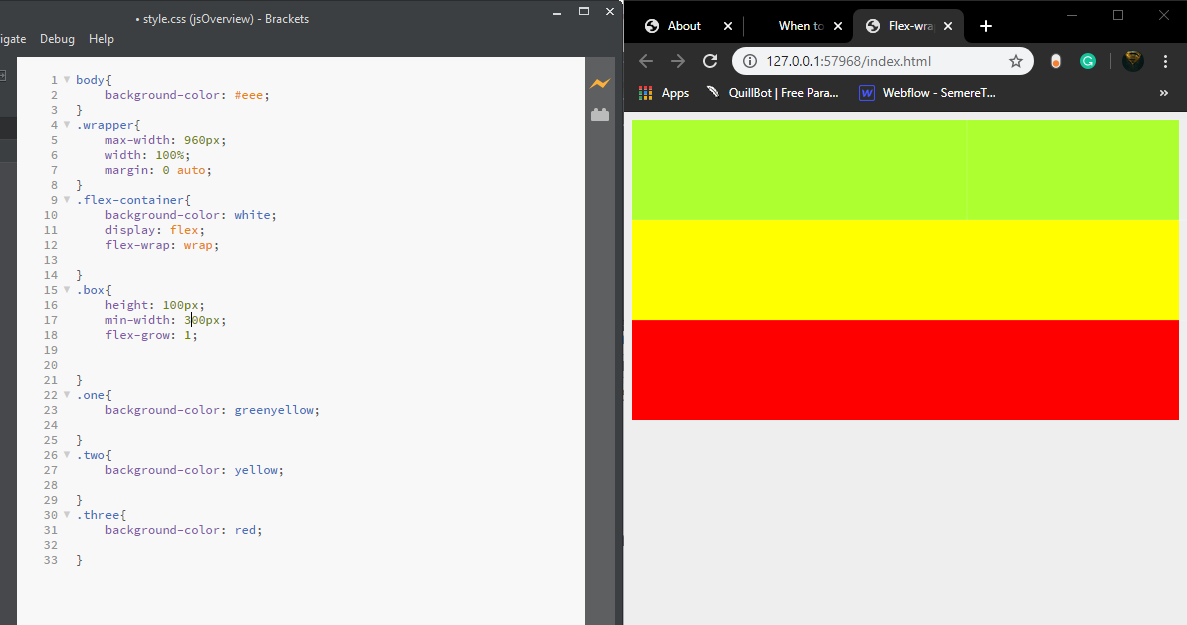 • style.css (jsOverview) - Brackets
igate Debug Help
1 body{
2 background-color: #eee;
3 }
4 .wrapper{
5 max-width: 960px;
6 width: 100%;
7 margin: 0 auto;
8 }
9 .flex-container{
10 background-color: white;
11 display: flex;
12 flex-wrap: wrap;
13
14 }
15 .box{
16 height: 100px;
17 min-width: 300px;
18 flex-grow: 1;
19
20
21 }
22 .one{
23 background-color: greenyellow;
24
25 }
26 .two{
27 background-color: yellow;
28
29 }
30 .three{
31 background-color: red;
32
33 }
About When to Flex-wra
127.0.0.1:57968/index.html
Apps QuillBot | Free Para... W Webflow - SemereT... »